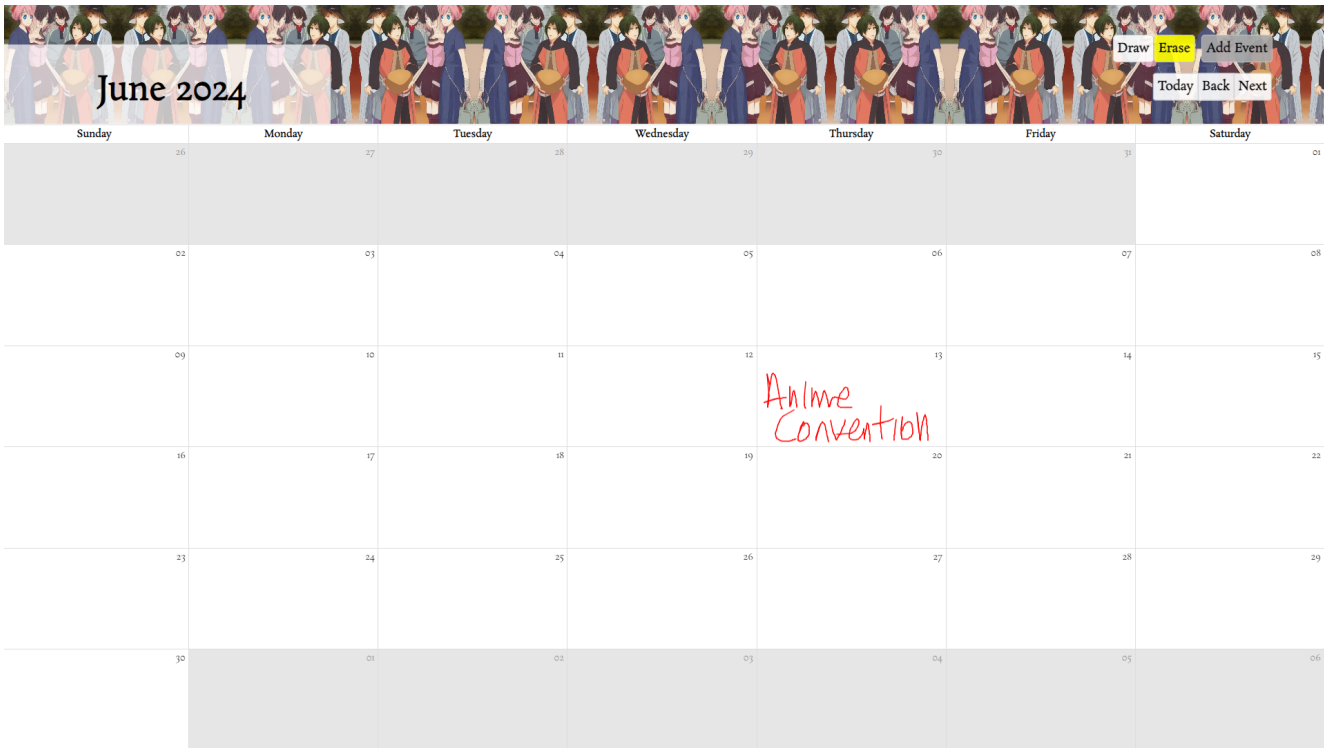 Draw Erase Add Event
June 2024
Today Back Next
Sunday Monday Tuesday Wednesday Thursday Friday Saturday
26 27 28 29 30 31 01
02 03 04 05 06 07 08
09 10 11 12 13 14 15
Anime
Convention
16 17 18 19 20 21 22
23 24 25 26 27 28 29
30 01 02 03 04 05 06